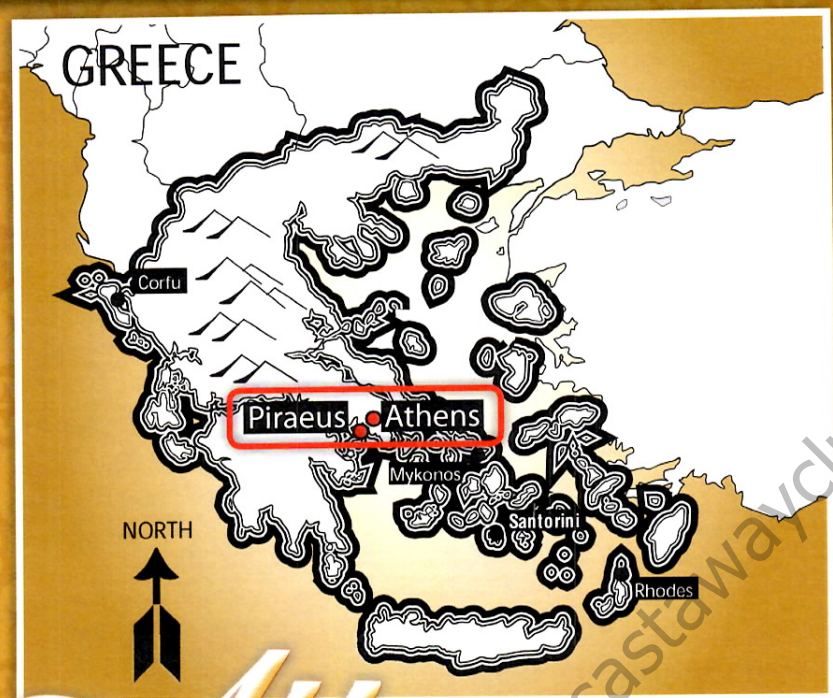 GREECE
Corfu
Piraeus Athens
Mykonos
Santorini
NORTH
Rhodes